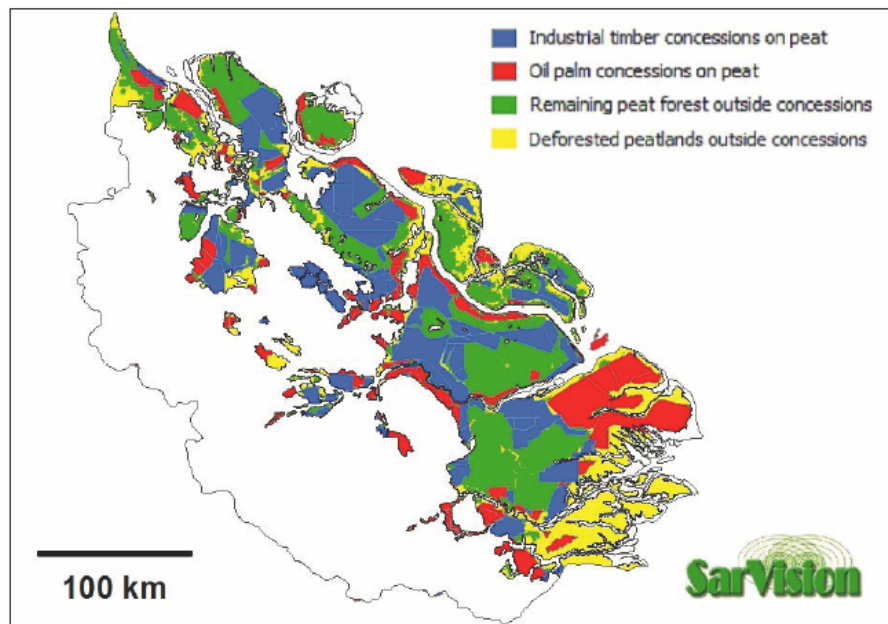 Industrial timber concessions on peat
Oil palm concessions on peat
Remaining peat forest outside concessions
Deforested peatlands outside concessions
100 km
SarVision